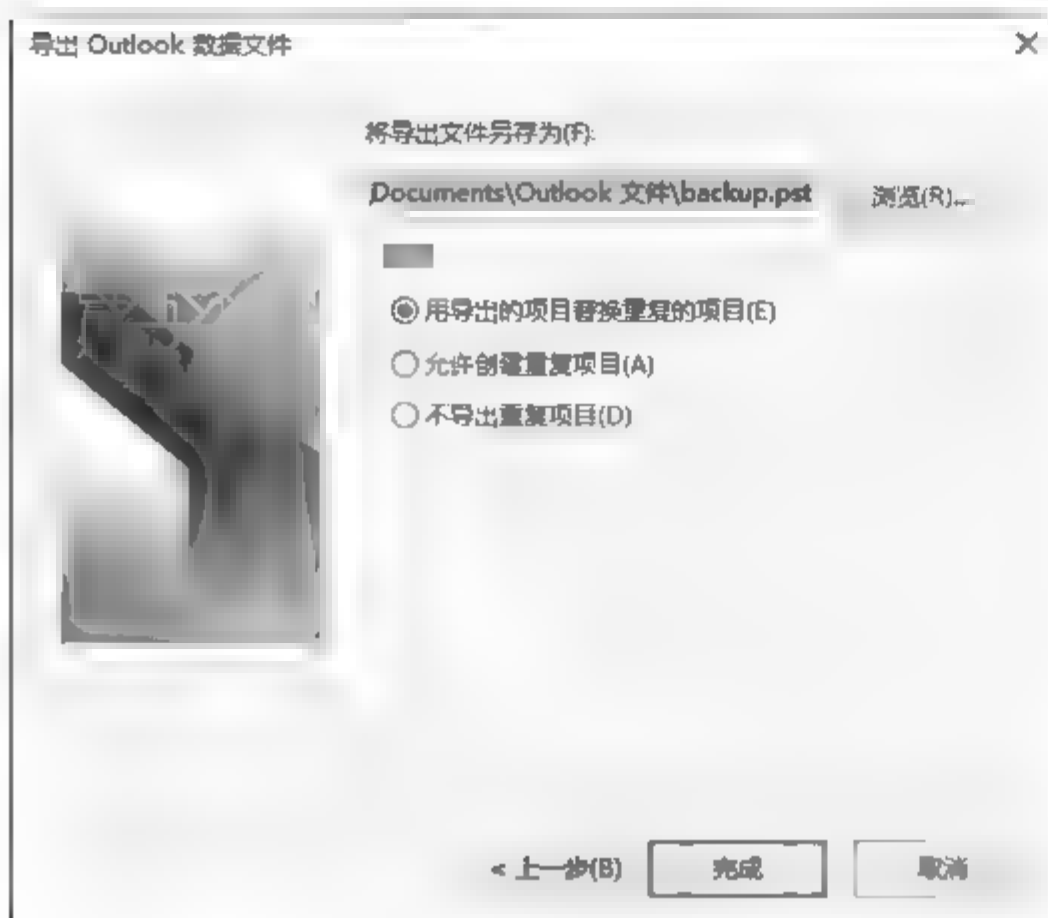 导出 Outlook 数据文件
将导出文件另存为(F):
Documents\Outlook 文件\backup.pst 浏览(R)...
用导出的项目替换重复的项目(E)
允许创建重复项目(A)
不导出重复项目(D)
< 上一步(B) 完成 取消